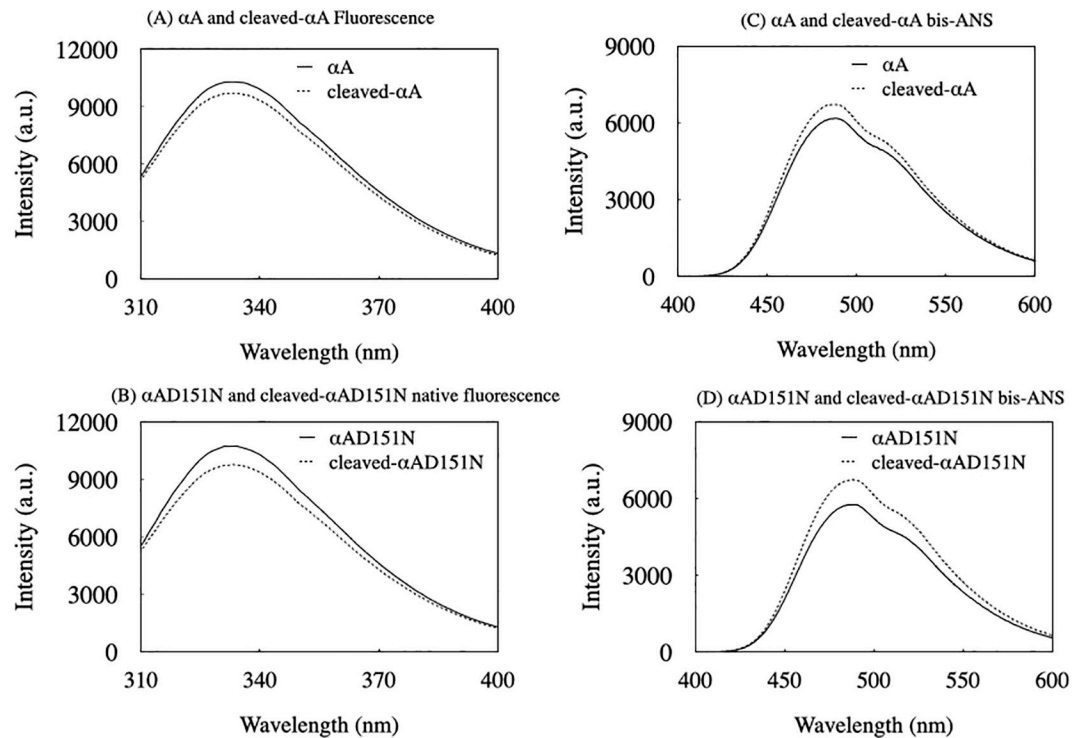 (A) αA and cleaved-αA Fluorescence
12000
9000
6000
3000
0
Intensity (a.u.)
αA
cleaved-αA
310 340 370 400
Wavelength (nm)
(C) αA and cleaved-αA bis-ANS
9000
6000
3000
0
Intensity (a.u.)
αA
cleaved-αA
400 450 500 550 600
Wavelength (nm)
(B) αAD151N and cleaved-αAD151N native fluorescence
12000
9000
6000
3000
0
Intensity (a.u.)
αAD151N
cleaved-αAD151N
310 340 370 400
Wavelength (nm)
(D) αAD151N and cleaved-αAD151N bis-ANS
9000
6000
3000
0
Intensity (a.u.)
αAD151N
cleaved-αAD151N
400 450 500 550 600
Wavelength (nm)